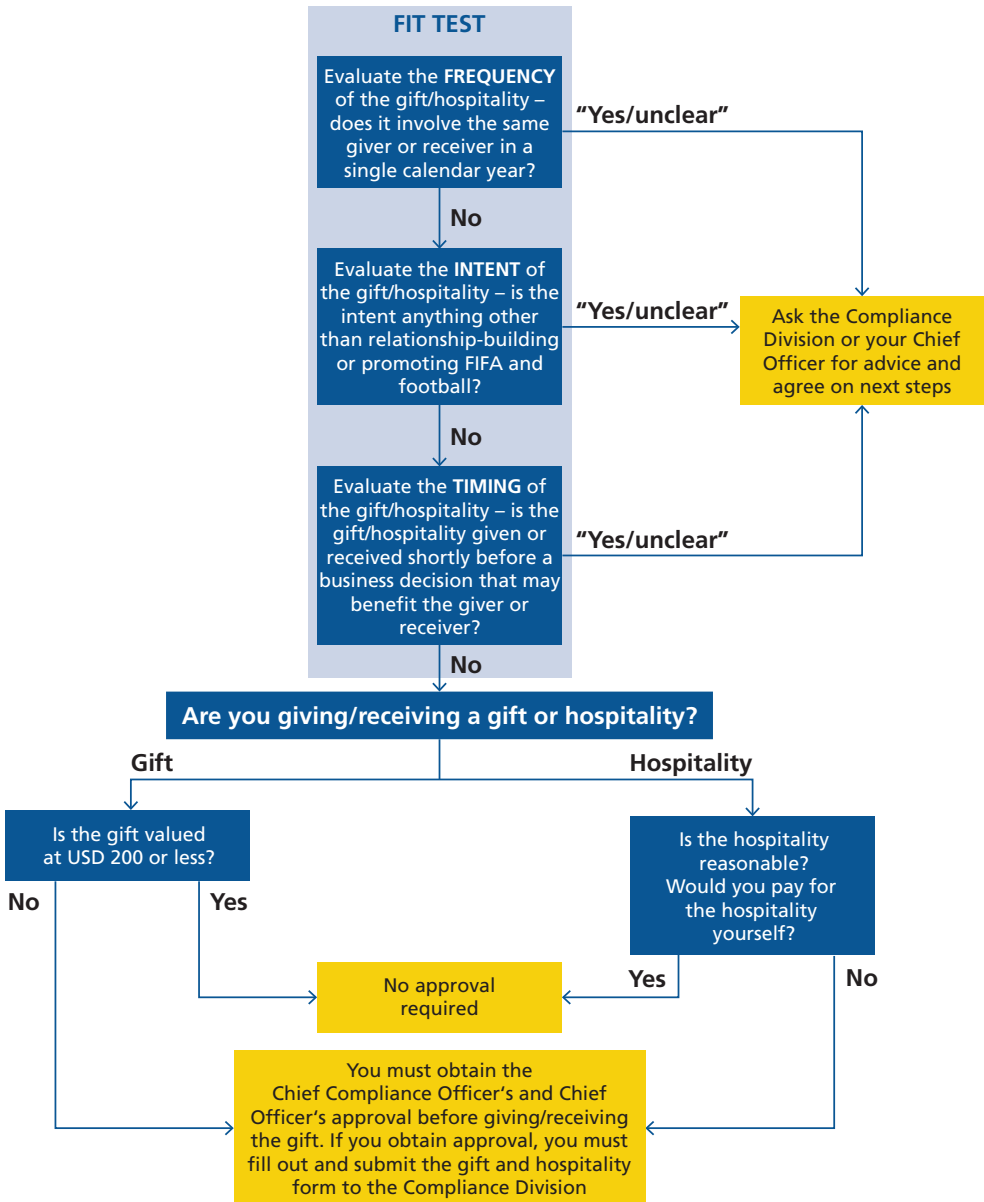 FIT TEST
Evaluate the FREQUENCY
of the gift/hospitality –
does it involve the same
giver or receiver in a
single calendar year?
"Yes/unclear"
No
Evaluate the INTENT of
the gift/hospitality – is the
intent anything other
than relationship-building
or promoting FIFA and
football?
"Yes/unclear"
Ask the Compliance
Division or your Chief
Officer for advice and
agree on next steps
No
Evaluate the TIMING of
the gift/hospitality – is the
gift/hospitality given or
received shortly before a
business decision that may
benefit the giver or
receiver?
"Yes/unclear"
No
Are you giving/receiving a gift or hospitality?
Gift
Hospitality
Is the gift valued
at USD 200 or less?
Is the hospitality
reasonable?
Would you pay for
the hospitality
yourself?
No
Yes
Yes
No
No approval
required
You must obtain the
Chief Compliance Officer's and Chief
Officer's approval before giving/receiving
the gift. If you obtain approval, you must
fill out and submit the gift and hospitality
form to the Compliance Division